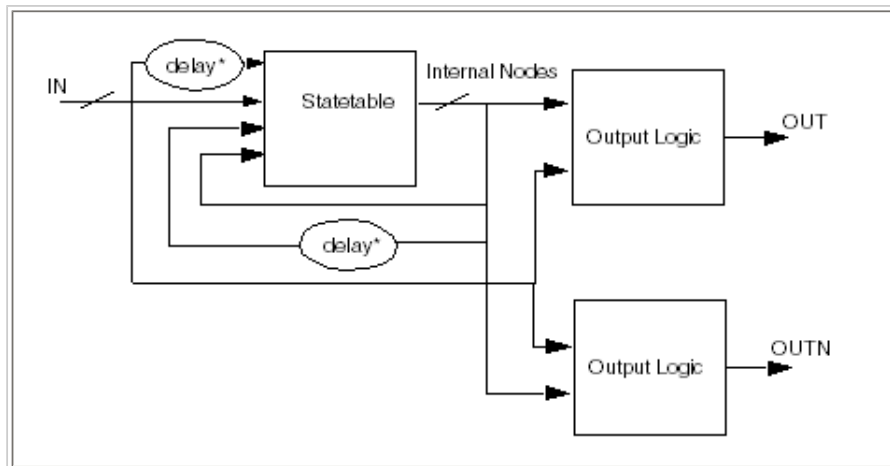 delay*
IN
Statetable
Internal Nodes
Output Logic
OUT
delay*
Output Logic
OUTN